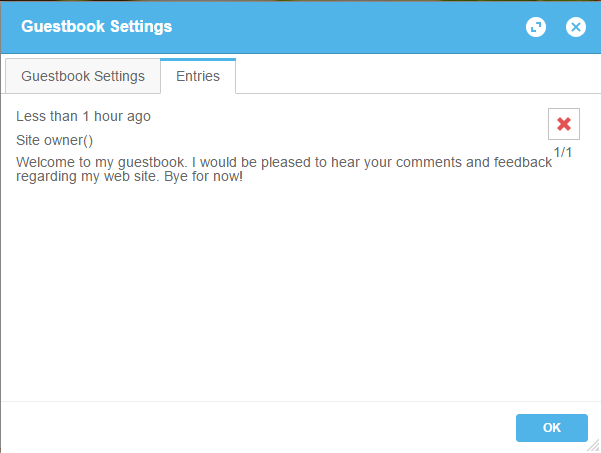 Guestbook Settings
Guestbook Settings
Entries
Less than 1 hour ago
Site owner()
1/1
Welcome to my guestbook. I would be pleased to hear your comments and feedback
regarding my web site. Bye for now!
OK